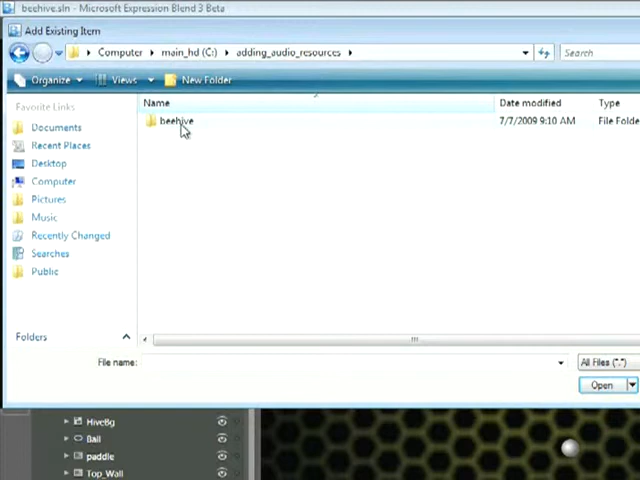 beehive.sln - Microsoft Expression Blend 3 Beta
Add Existing Item
Computer main_hd (C:) adding_audio_resources Search
Organize Views New Folder
Favorite Links
Name Date modified Type
Documents
beehive 7/7/2009 9:10 AM File Folde
Recent Places
Desktop
Computer
Pictures
Music
Recently Changed
Searches
Public
Folders
File name: All Files (*.*)
Open
HiveBg
Ball
paddle
Top_Wall